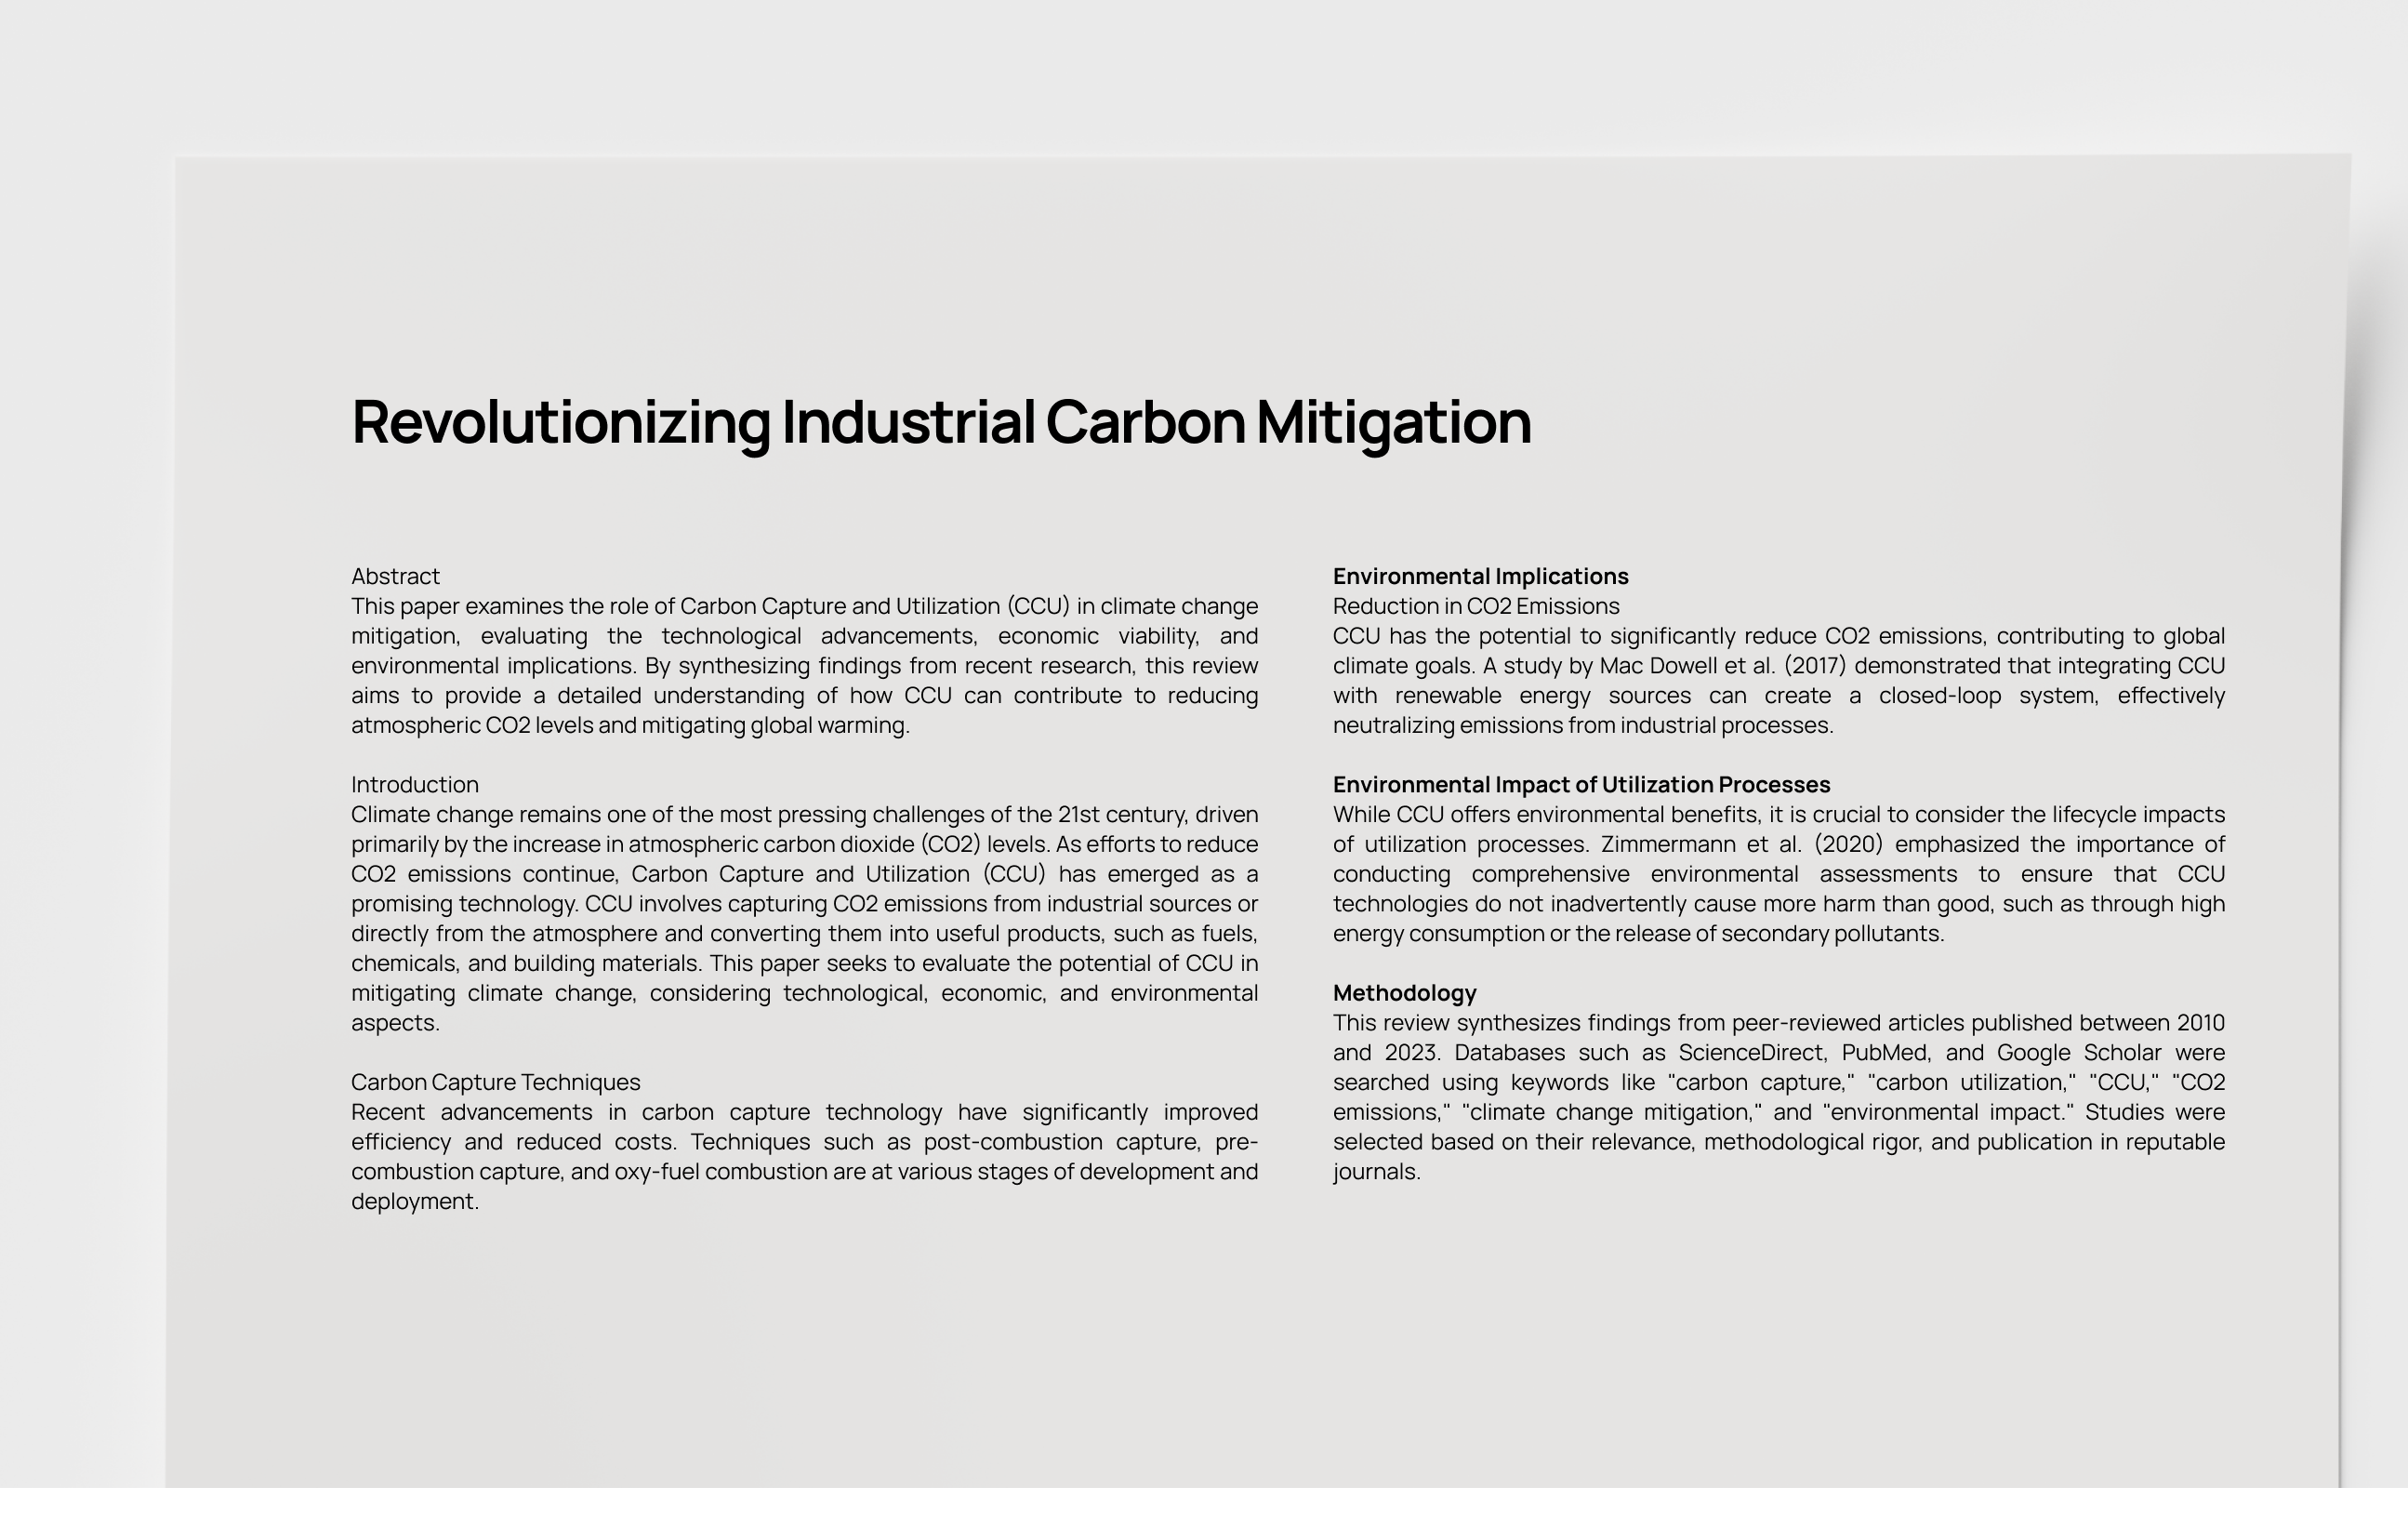 Revolutionizing Industrial Carbon Mitigation
Abstract
This paper examines the role of Carbon Capture and Utilization (CCU) in climate change
mitigation, evaluating the technological advancements, economic viability, and
environmental implications. By synthesizing findings from recent research, this review
aims to provide a detailed understanding of how CCU can contribute to reducing
atmospheric CO2 levels and mitigating global warming.
Introduction
Climate change remains one of the most pressing challenges of the 21st century, driven
primarily by the increase in atmospheric carbon dioxide (CO2) levels. As efforts to reduce
CO2 emissions continue, Carbon Capture and Utilization (CCU) has emerged as a
promising technology. CCU involves capturing CO2 emissions from industrial sources or
directly from the atmosphere and converting them into useful products, such as fuels,
chemicals, and building materials. This paper seeks to evaluate the potential of CCU in
mitigating climate change, considering technological, economic, and environmental
aspects.
Carbon Capture Techniques
Recent advancements in carbon capture technology have significantly improved
efficiency and reduced costs. Techniques such as post-combustion capture, pre-
combustion capture, and oxy-fuel combustion are at various stages of development and
deployment.
Environmental Implications
Reduction in CO2 Emissions
CCU has the potential to significantly reduce CO2 emissions, contributing to global
climate goals. A study by Mac Dowell et al. (2017) demonstrated that integrating CCU
with renewable energy sources can create a closed-loop system, effectively
neutralizing emissions from industrial processes.
Environmental Impact of Utilization Processes
While CCU offers environmental benefits, it is crucial to consider the lifecycle impacts
of utilization processes. Zimmermann et al. (2020) emphasized the importance of
conducting comprehensive environmental assessments to ensure that CCU
technologies do not inadvertently cause more harm than good, such as through high
energy consumption or the release of secondary pollutants.
Methodology
This review synthesizes findings from peer-reviewed articles published between 2010
and 2023. Databases such as ScienceDirect, PubMed, and Google Scholar were
searched using keywords like "carbon capture," "carbon utilization," "CCU," "CO2
emissions," "climate change mitigation," and "environmental impact." Studies were
selected based on their relevance, methodological rigor, and publication in reputable
journals.